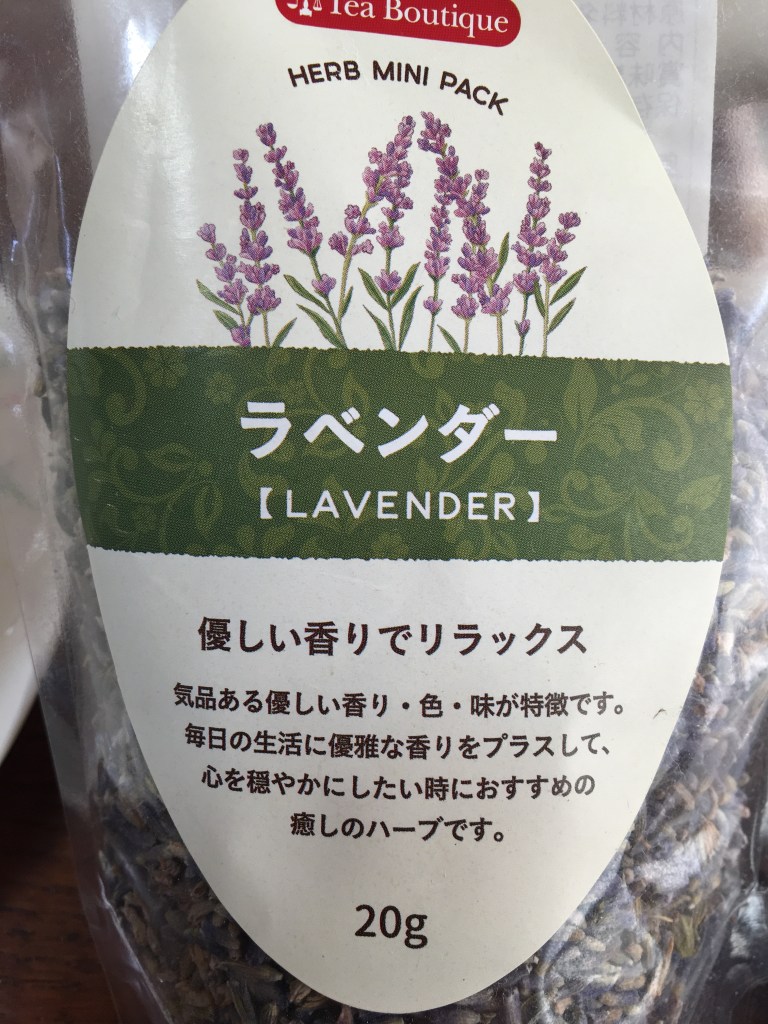 Tea Boutique
HERB MINI PACK
ラベンダー
【LAVENDER】
優しい香りでリラックス
気品ある優しい香り・色・味が特徴です。
毎日の生活に優雅な香りをプラスして、
心を穏やかにしたい時におすすめの
癒しのハーブです。
20g